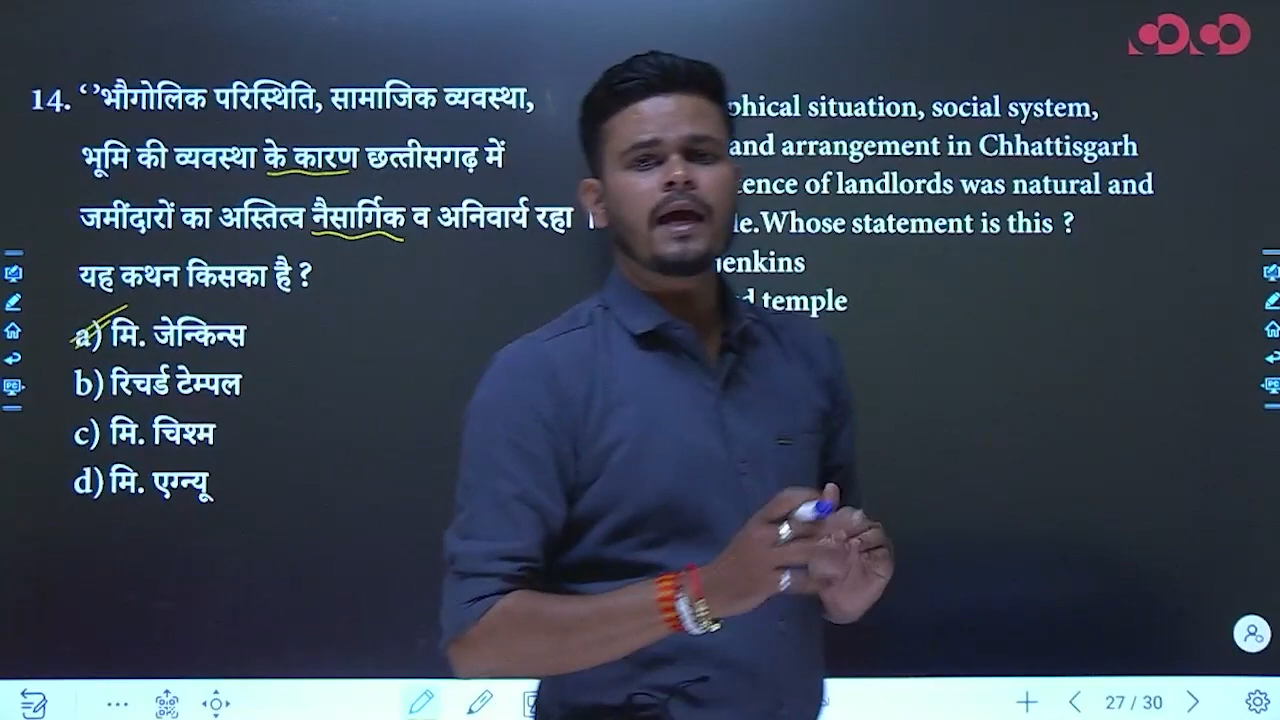 14. ‘’भौगोलिक परिस्थिति, सामाजिक व्यवस्था,
भूमि की व्यवस्था के कारण छत्तीसगढ़ में
जमींदारों का अस्तित्व नैसार्गिक व अनिवार्य रहा ।
यह कथन किसका है ?
a) मि. जेन्किन्स
b) रिचर्ड टेम्पल
c) मि. चिश्म
d) मि. एग्न्यू
phical situation, social system,
and arrangement in Chhattisgarh
tence of landlords was natural and
le.Whose statement is this ?
jenkins
d temple
27 / 30